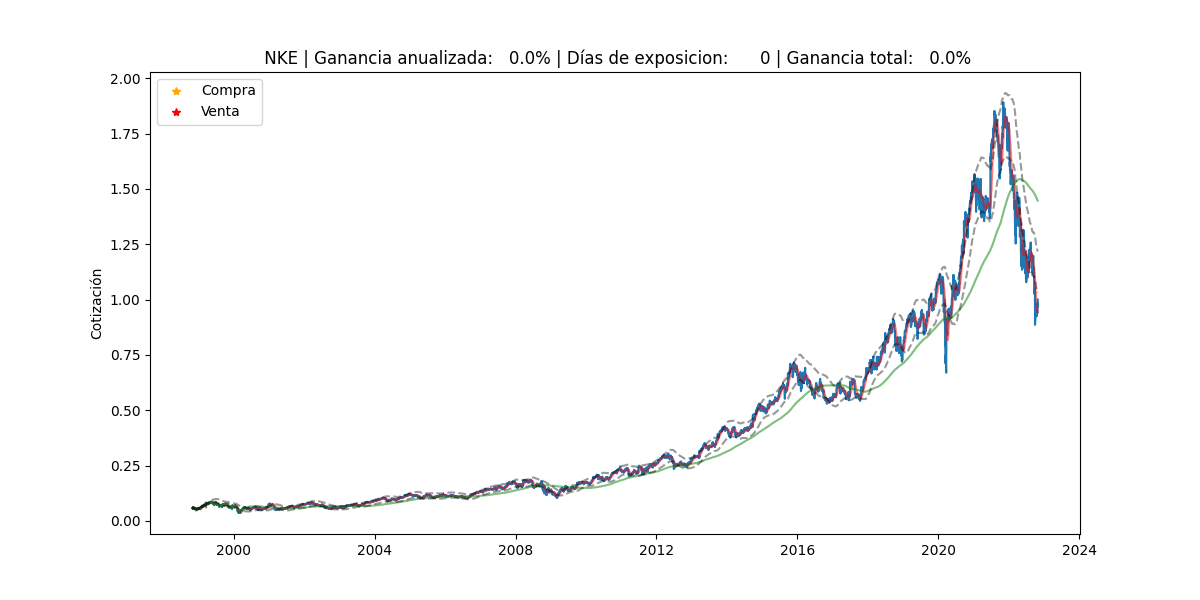 NKE | Ganancia anualizada:   0.0% | Días de exposicion:      0 | Ganancia total:   0.0%
2.00
Compra
Venta
1.75
1.50
1.25
Cotización
1.00
0.75
0.50
0.25
0.00
2000 2004 2008 2012 2016 2020 2024